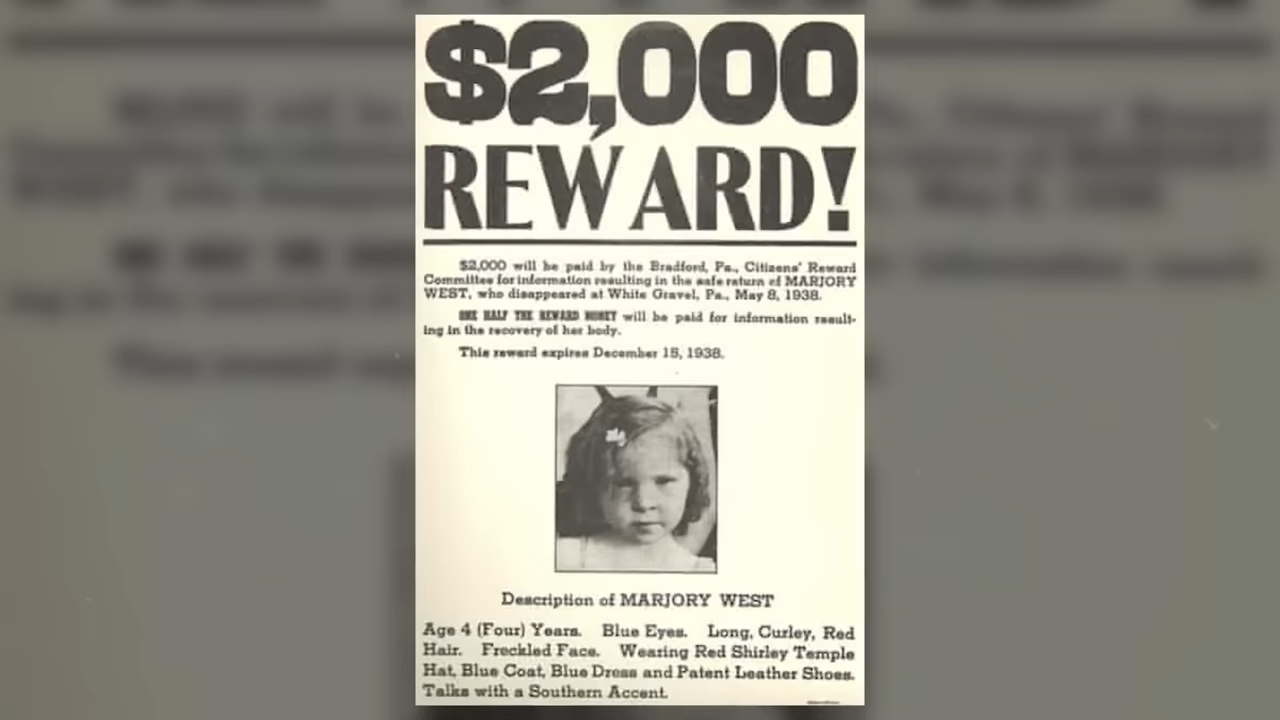 $2,000
REWARD!
$2,000 will be paid by the Bradford, Pa., Citizens' Reward
Committee for information resulting in the safe return of MARJORY
WEST, who disappeared at White Gravel, Pa., May 8, 1938.
ONE HALF THE REWARD MONEY will be paid for information result-
ing in the recovery of her body.
This reward expires December 15, 1938.
Description of MARJORY WEST
Age 4 (Four) Years. Blue Eyes. Long, Curley, Red
Hair. Freckled Face. Wearing Red Shirley Temple
Hat, Blue Coat, Blue Dress and Patent Leather Shoes.
Talks with a Southern Accent.